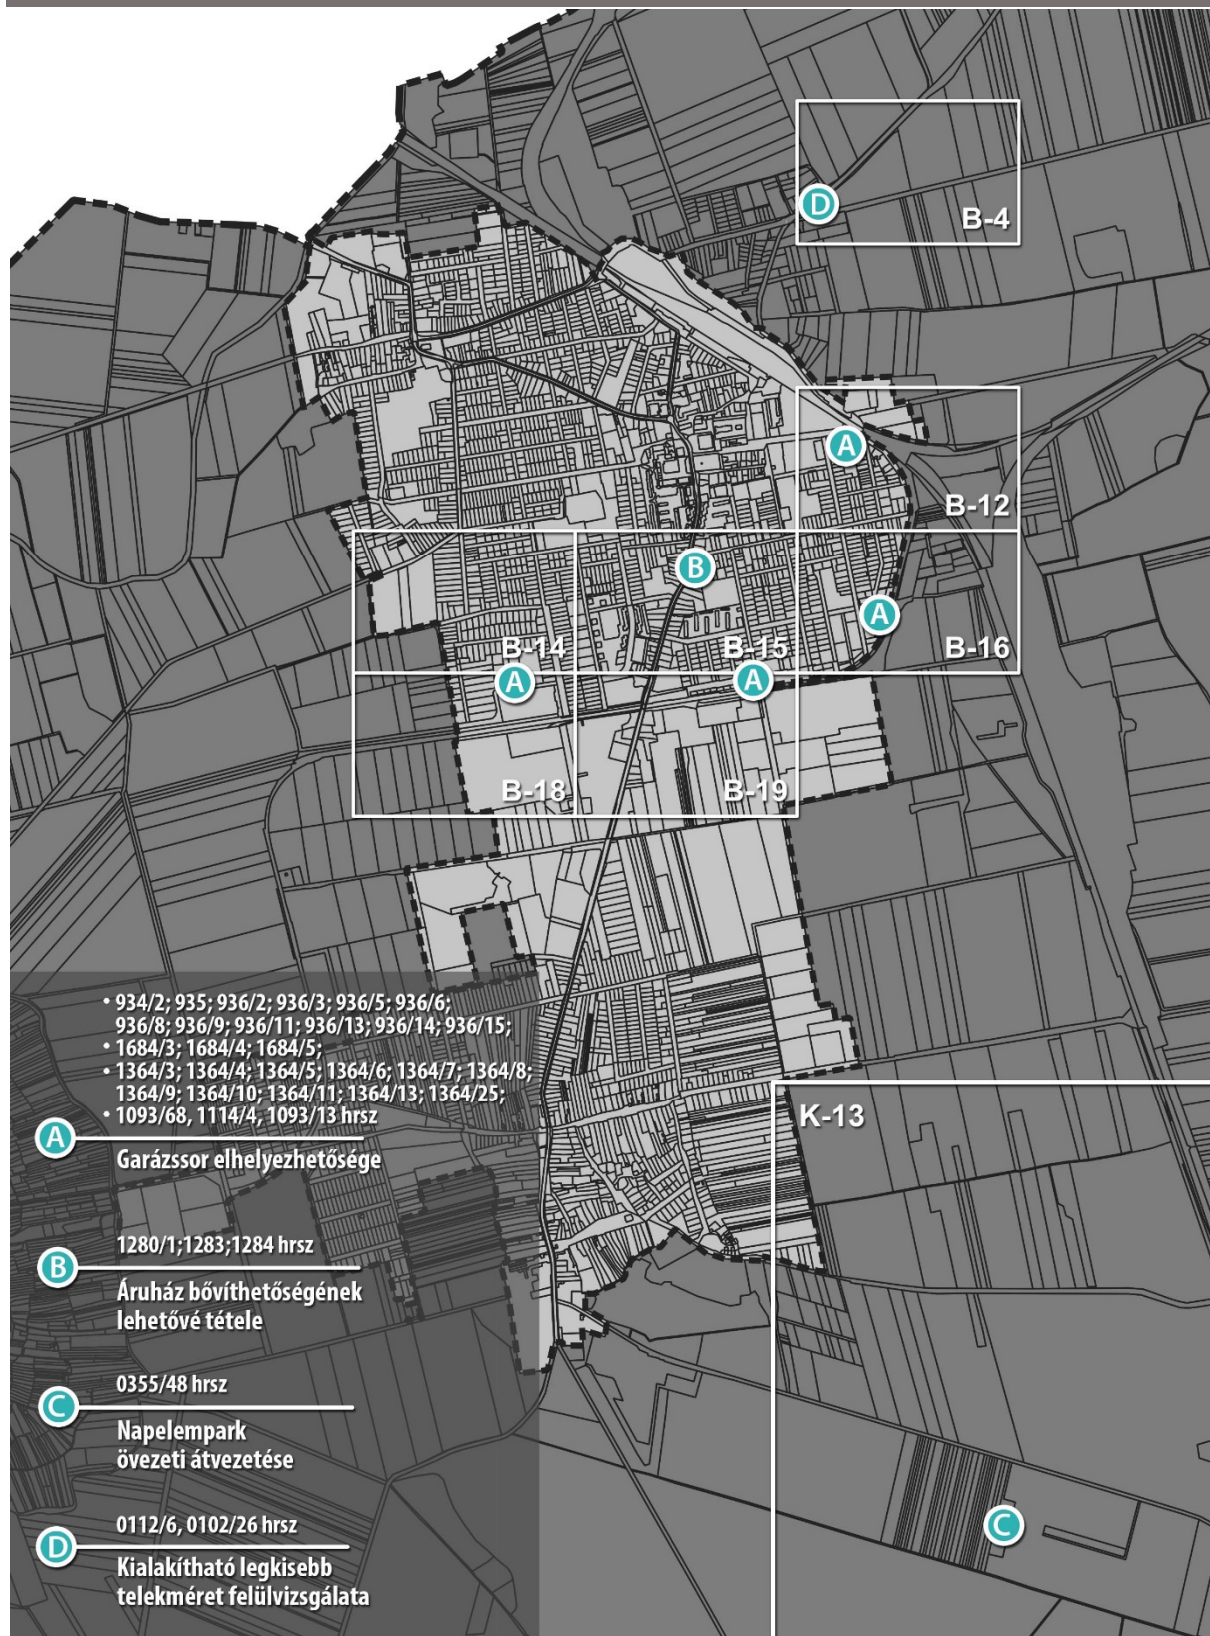 D
B-4
A
B-12
B
A
B-14
B-15
B-16
A
A
B-18
B-19
• 934/2; 935; 936/2; 936/3; 936/5; 936/6;
936/8; 936/9; 936/11; 936/13; 936/14; 936/15;
• 1684/3; 1684/4; 1684/5;
• 1364/3; 1364/4; 1364/5; 1364/6; 1364/7; 1364/8;
1364/9; 1364/10; 1364/11; 1364/13; 1364/25;
• 1093/68, 1114/4, 1093/13 hrsz
A
Garázssor elhelyezhetősége
K-13
1280/1;1283;1284 hrsz
B
Áruház bővíthetőségének
lehetővé tétele
0355/48 hrsz
C
Napelempark
övezeti átvezetése
C
0112/6, 0102/26 hrsz
D
Kialakítható legkisebb
telekméret felülvizsgálata